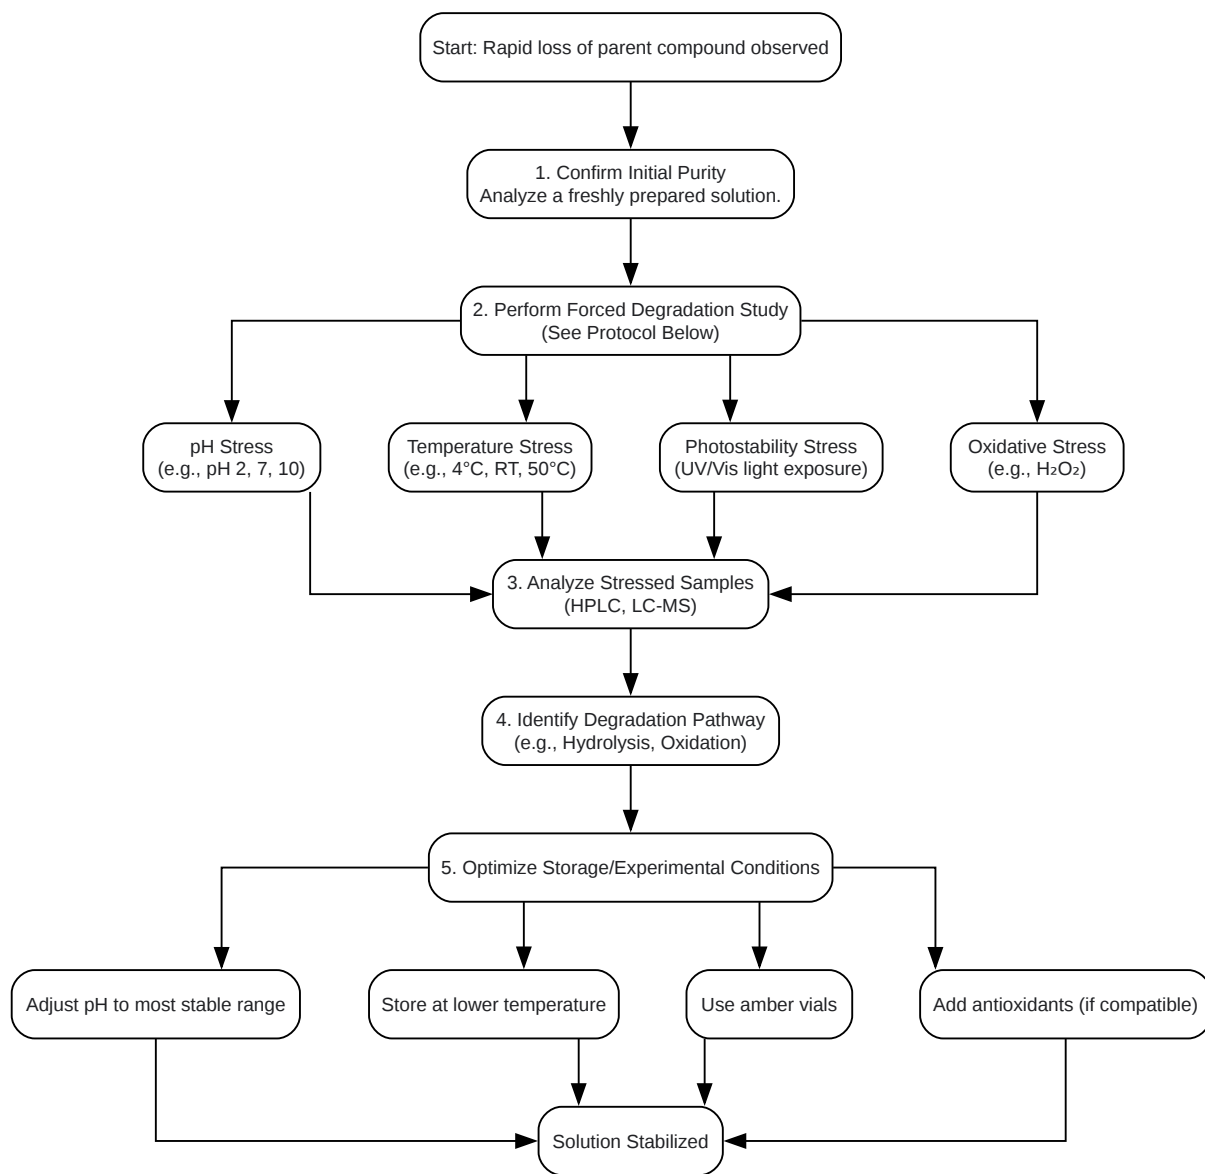 Start: Rapid loss of parent compound observed
1. Confirm Initial Purity
Analyze a freshly prepared solution.
2. Perform Forced Degradation Study
(See Protocol Below)
pH Stress
(e.g., pH 2, 7, 10)
Temperature Stress
(e.g., 4°C, RT, 50°C)
Photostability Stress
(UV/Vis light exposure)
Oxidative Stress
(e.g., H₂O₂)
3. Analyze Stressed Samples
(HPLC, LC-MS)
4. Identify Degradation Pathway
(e.g., Hydrolysis, Oxidation)
5. Optimize Storage/Experimental Conditions
Adjust pH to most stable range
Store at lower temperature
Use amber vials
Add antioxidants (if compatible)
Solution Stabilized